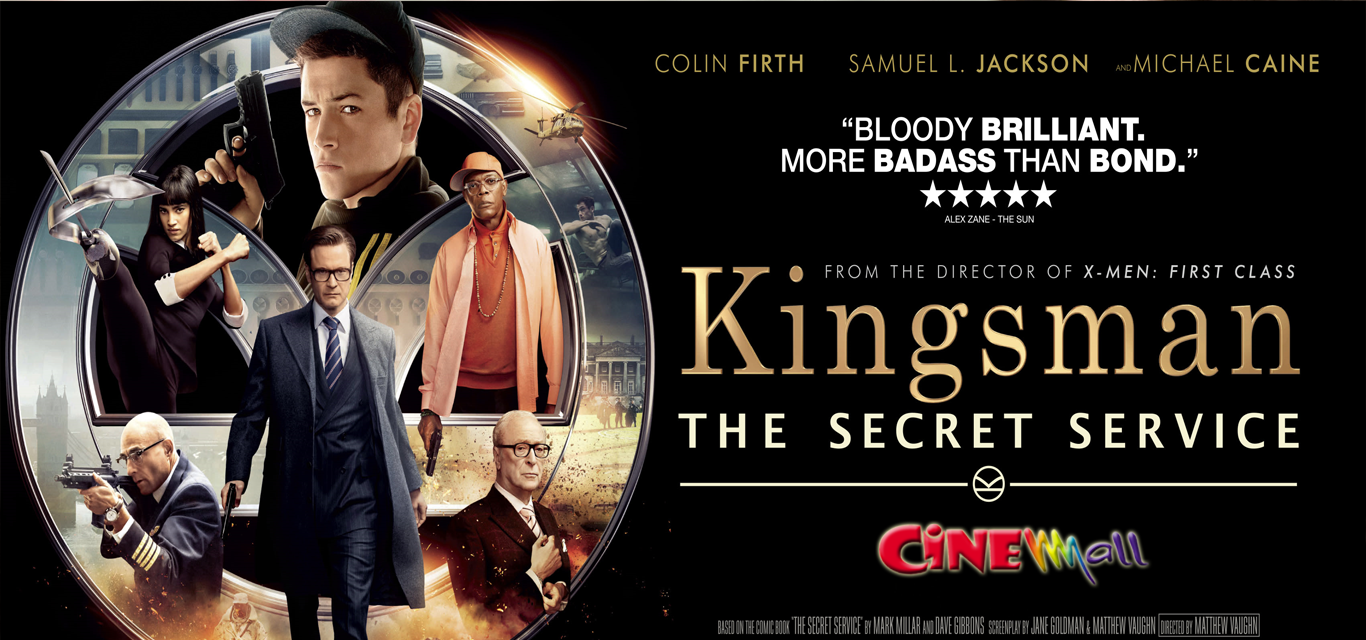 COLIN FIRTH SAMUEL L. JACKSON AND MICHAEL CAINE
“BLOODY BRILLIANT.
MORE BADASS THAN BOND.”
★★★★★
ALEX ZANE - THE SUN
FROM THE DIRECTOR OF X-MEN: FIRST CLASS
Kingsman
THE SECRET SERVICE
CiNEMall
BASED ON THE COMIC BOOK "THE SECRET SERVICE" BY MARK MILLAR AND DAVE GIBBONS SCREENPLAY BY JANE GOLDMAN & MATTHEW VAUGHN DIRECTED BY MATTHEW VAUGHN